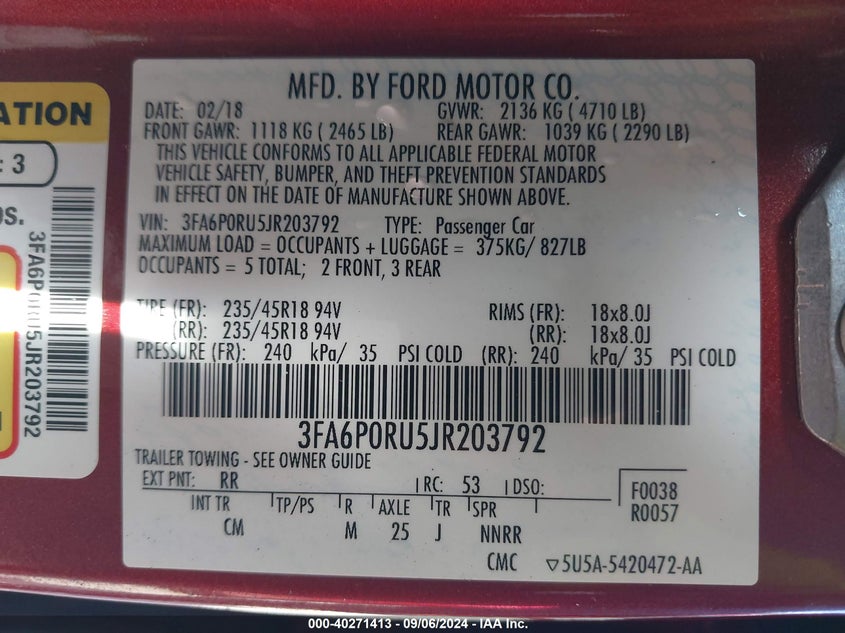 MFD. BY FORD MOTOR CO.
DATE: 02/18 GVWR: 2136 KG ( 4710 LB)
FRONT GAWR: 1118 KG ( 2465 LB) REAR GAWR: 1039 KG ( 2290 LB)
THIS VEHICLE CONFORMS TO ALL APPLICABLE FEDERAL MOTOR
VEHICLE SAFETY, BUMPER, AND THEFT PREVENTION STANDARDS
IN EFFECT ON THE DATE OF MANUFACTURE SHOWN ABOVE.
VIN: 3FA6P0RU5JR203792 TYPE: Passenger Car
MAXIMUM LOAD = OCCUPANTS + LUGGAGE = 375KG/ 827LB
OCCUPANTS = 5 TOTAL; 2 FRONT, 3 REAR
TIRE (FR): 235/45R18 94V RIMS (FR): 18x8.0J
(RR): 235/45R18 94V (RR): 18x8.0J
PRESSURE (FR): 240 kPa/ 35 PSI COLD (RR): 240 kPa/ 35 PSI COLD
3FA6P0RU5JR203792
TRAILER TOWING - SEE OWNER GUIDE
EXT PNT: RR RC: 53 DSO:
INT TR TP/PS R AXLE TR SPR
CM M 25 J NNRR
F0038
R0057
CMC ▽5U5A-5420472-AA
ATION
: 3
os.
3FA6P0RU5JR203792
000-40271413 - 09/06/2024 - IAA Inc.